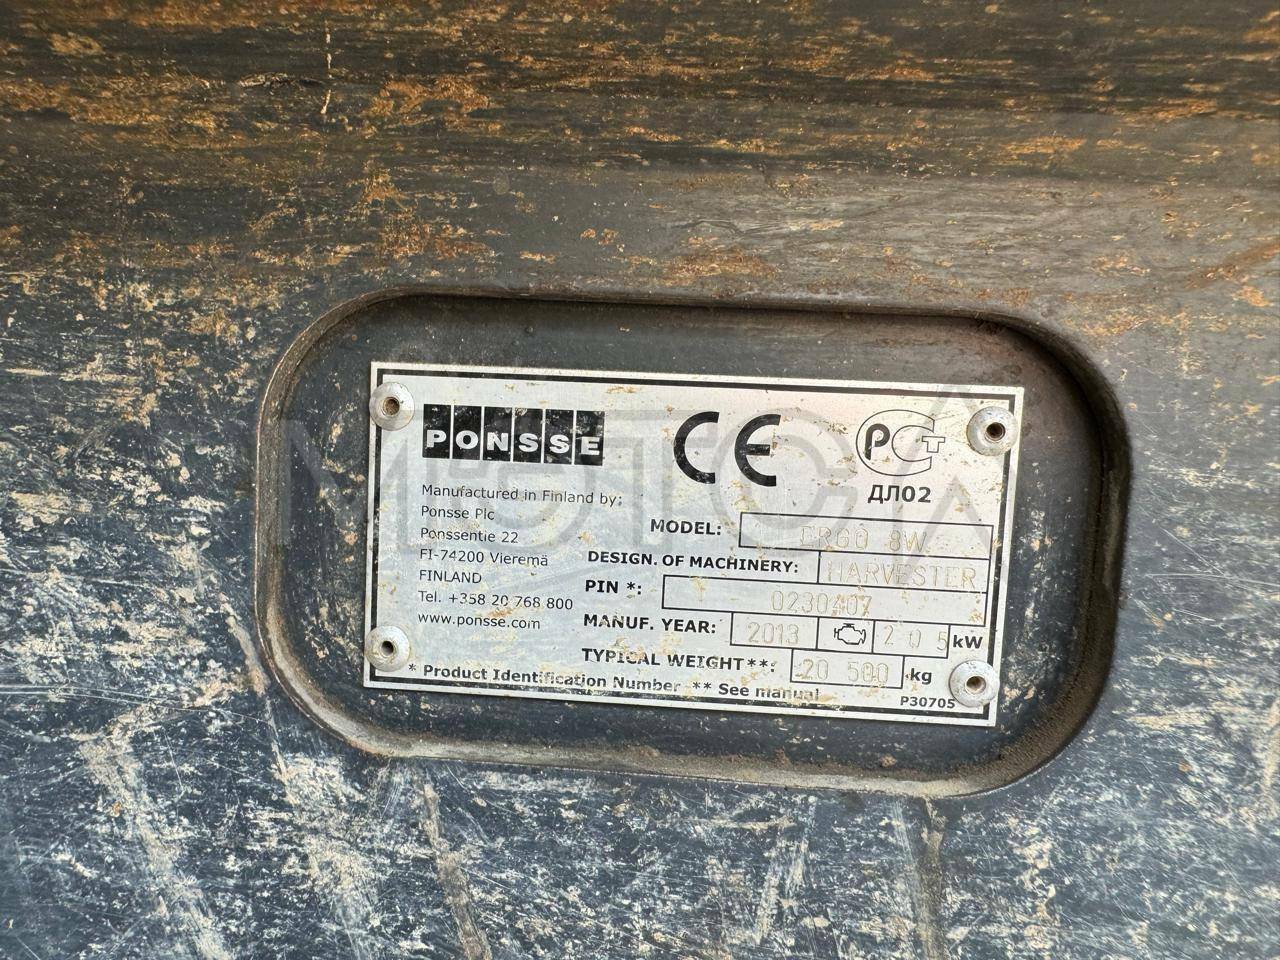 PONSSE
CE
РСТ
ДЛ02
Manufactured in Finland by:
Ponsse Plc
Ponssentie 22
FI-74200 Vieremä
FINLAND
Tel. +358 20 768 800
www.ponsse.com
MODEL: ERGO 8W
DESIGN. OF MACHINERY: HARVESTER
PIN *: 0230407
MANUF. YEAR: 2013 205 kW
TYPICAL WEIGHT**: 20 500 kg
* Product Identification Number ** See manual
P30705